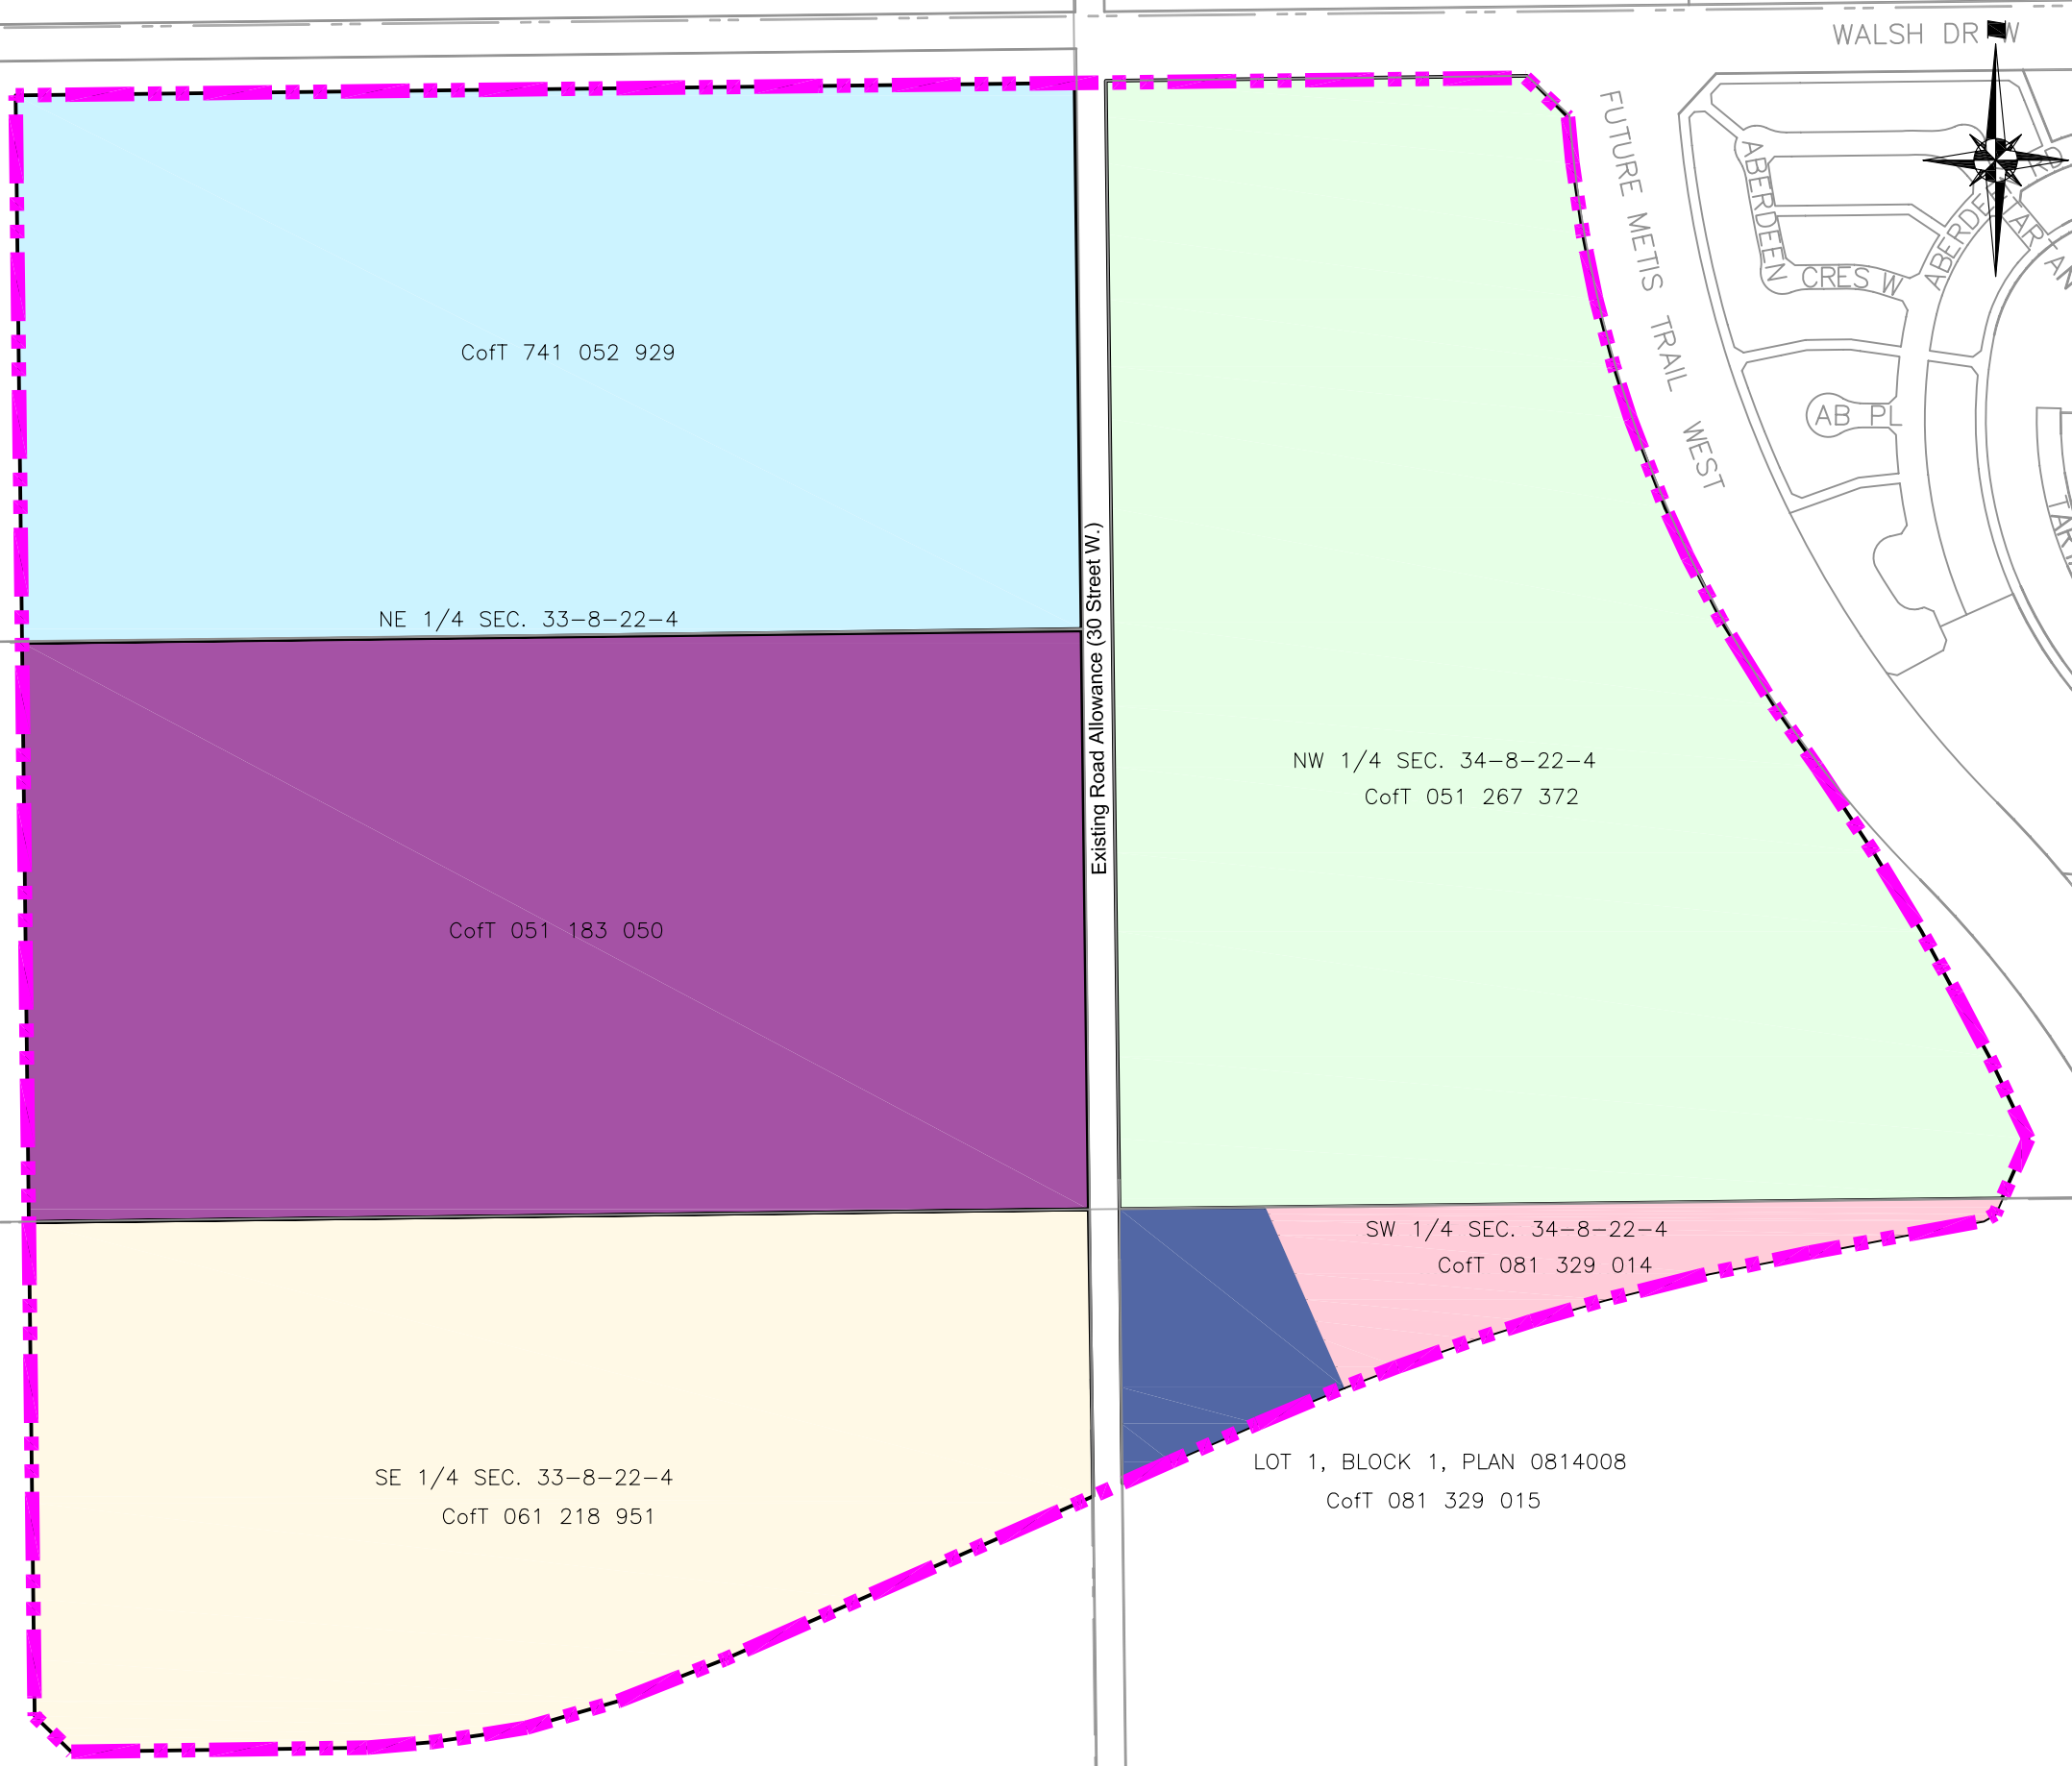 WALSH DR W
FUTURE METIS TRAIL WEST
ABERDEEN
CRES W
AB PL
CofT 741 052 929
NE 1/4 SEC. 33-8-22-4
Existing Road Allowance (30 Street W.)
CofT 051 183 050
NW 1/4 SEC. 34-8-22-4
CofT 051 267 372
SW 1/4 SEC. 34-8-22-4
CofT 081 329 014
LOT 1, BLOCK 1, PLAN 0814008
CofT 081 329 015
SE 1/4 SEC. 33-8-22-4
CofT 061 218 951